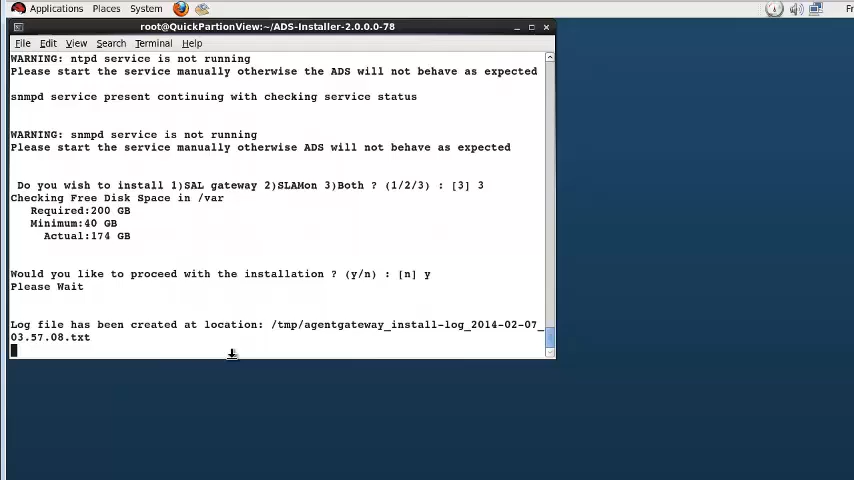 Applications Places System
Fr
root@QuickPartionView:~/ADS-Installer-2.0.0.0-78
File Edit View Search Terminal Help
WARNING: ntpd service is not running
Please start the service manually otherwise the ADS will not behave as expected
snmpd service present continuing with checking service status
WARNING: snmpd service is not running
Please start the service manually otherwise ADS will not behave as expected
Do you wish to install 1)SAL gateway 2)SLAMon 3)Both ? (1/2/3) : [3] 3
Checking Free Disk Space in /var
Required:200 GB
Minimum:40 GB
Actual:174 GB
Would you like to proceed with the installation ? (y/n) : [n] y
Please Wait
Log file has been created at location: /tmp/agentgateway_install-log_2014-02-07_
03.57.08.txt